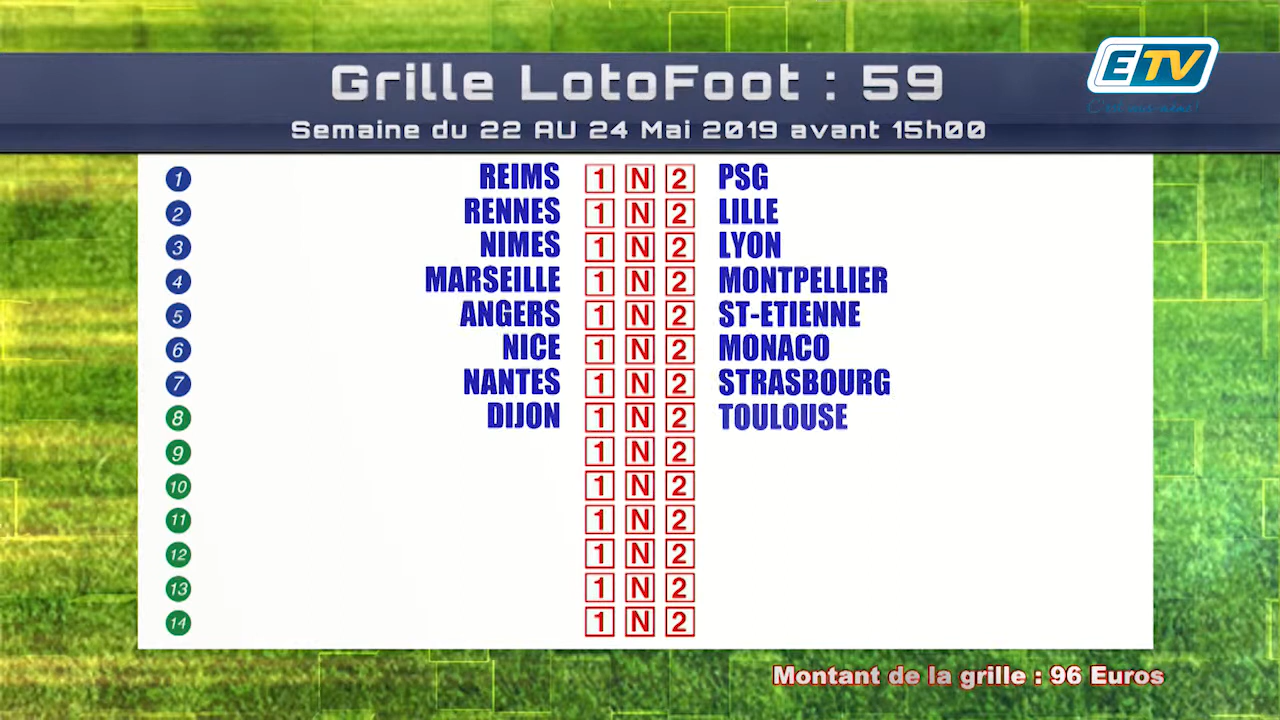 Grille LotoFoot : 59
ETV
C'est nous-même !
Semaine du 22 AU 24 Mai 2019 avant 15h00
1 REIMS 1 N 2 PSG
2 RENNES 1 N 2 LILLE
3 NIMES 1 N 2 LYON
4 MARSEILLE 1 N 2 MONTPELLIER
5 ANGERS 1 N 2 ST-ETIENNE
6 NICE 1 N 2 MONACO
7 NANTES 1 N 2 STRASBOURG
8 DIJON 1 N 2 TOULOUSE
9 1 N 2
10 1 N 2
11 1 N 2
12 1 N 2
13 1 N 2
14 1 N 2
Montant de la grille : 96 Euros